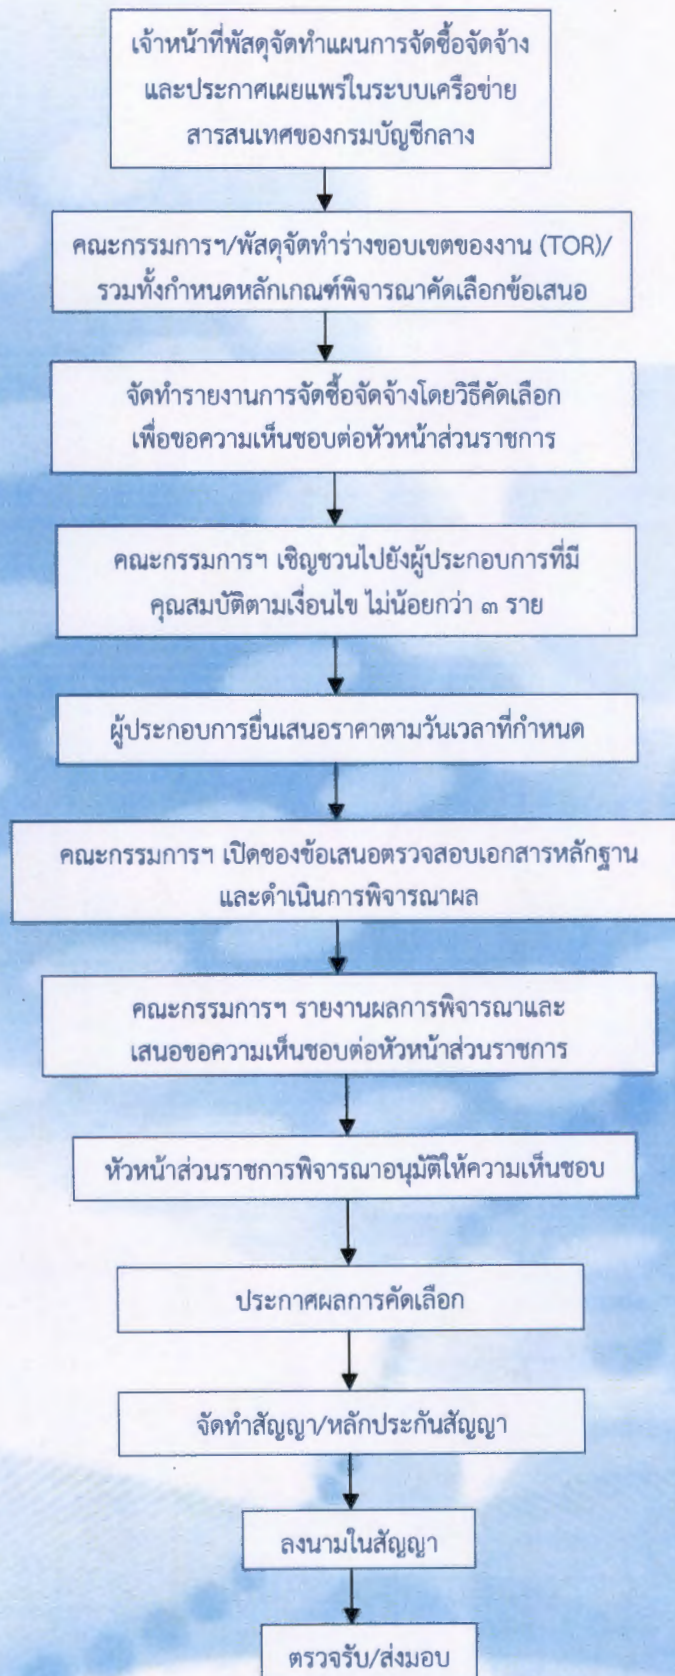 เจ้าหน้าที่พัสดุจัดทำแผนการจัดซื้อจัดจ้าง
และประกาศเผยแพร่ในระบบเครือข่าย
สารสนเทศของกรมบัญชีกลาง
คณะกรรมการฯ/พัสดุจัดทำร่างขอบเขตของงาน (TOR)/
รวมทั้งกำหนดหลักเกณฑ์พิจารณาคัดเลือกข้อเสนอ
จัดทำรายงานการจัดซื้อจัดจ้างโดยวิธีคัดเลือก
เพื่อขอความเห็นชอบต่อหัวหน้าส่วนราชการ
คณะกรรมการฯ เชิญชวนไปยังผู้ประกอบการที่มี
คุณสมบัติตามเงื่อนไข ไม่น้อยกว่า ๓ ราย
ผู้ประกอบการยื่นเสนอราคาตามวันเวลาที่กำหนด
คณะกรรมการฯ เปิดซองข้อเสนอตรวจสอบเอกสารหลักฐาน
และดำเนินการพิจารณาผล
คณะกรรมการฯ รายงานผลการพิจารณาและ
เสนอขอความเห็นชอบต่อหัวหน้าส่วนราชการ
หัวหน้าส่วนราชการพิจารณาอนุมัติให้ความเห็นชอบ
ประกาศผลการคัดเลือก
จัดทำสัญญา/หลักประกันสัญญา
ลงนามในสัญญา
ตรวจรับ/ส่งมอบ